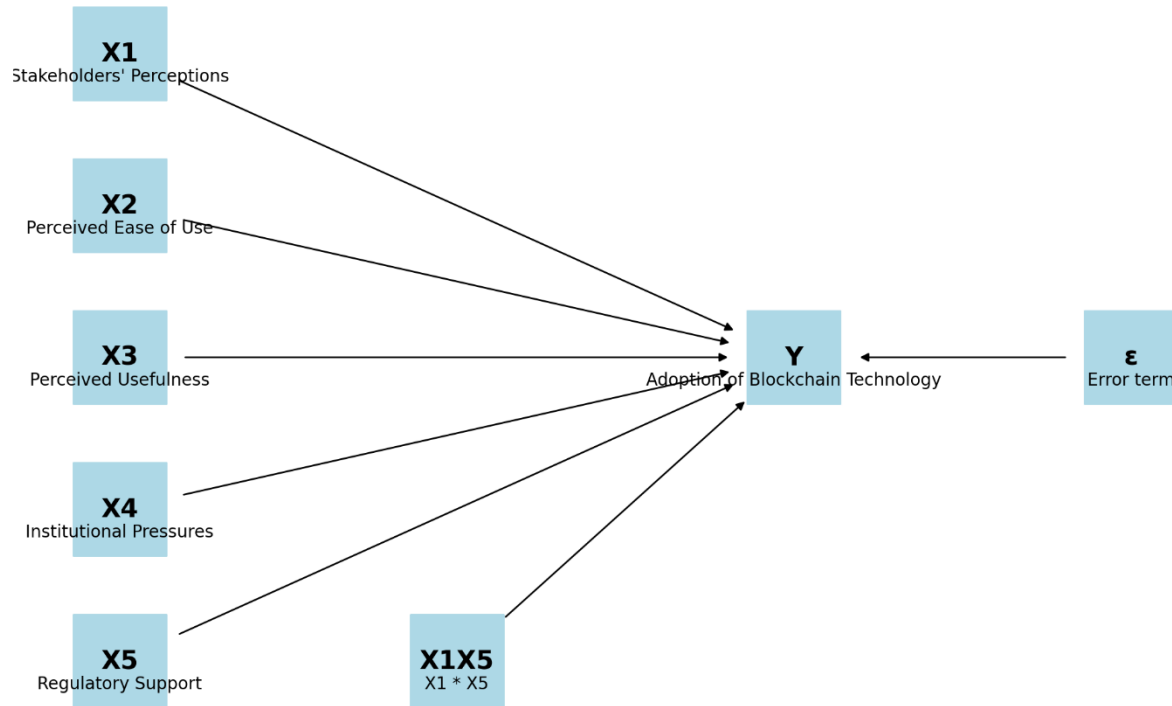 X1
Stakeholders' Perceptions
X2
Perceived Ease of Use
X3
Perceived Usefulness
Y
Adoption of Blockchain Technology
ε
Error term
X4
Institutional Pressures
X5
Regulatory Support
X1X5
X1 * X5